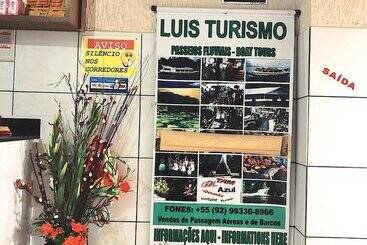 LUIS TURISMO
PASSEIOS FLUVIAIS - BOAT TOURS
AVISO
SILÊNCIO
NOS
CORREDORES
SAÍDA
Azul
FONES: +55 (92) 99330-8966
Vendas de Passagem Aéreas e de Barcos
INFORMAÇÕES AQUI - INFORMATIONS HERE